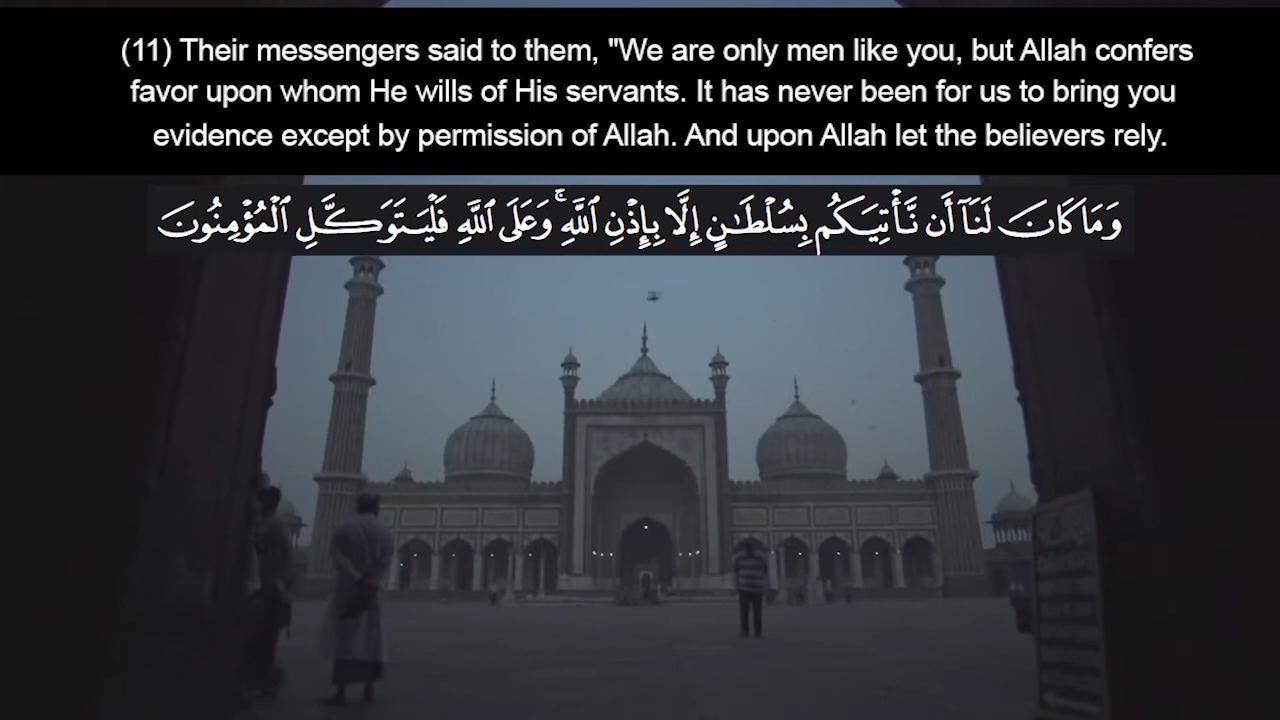 (11) Their messengers said to them, "We are only men like you, but Allah confers
favor upon whom He wills of His servants. It has never been for us to bring you
evidence except by permission of Allah. And upon Allah let the believers rely.
وَمَا كَانَ لَنَآ أَن نَّأْتِيَكُم بِسُلْطَـٰنٍ إِلَّا بِإِذْنِ ٱللَّهِ ۚ وَعَلَى ٱللَّهِ فَلْيَتَوَكَّلِ ٱلْمُؤْمِنُونَ